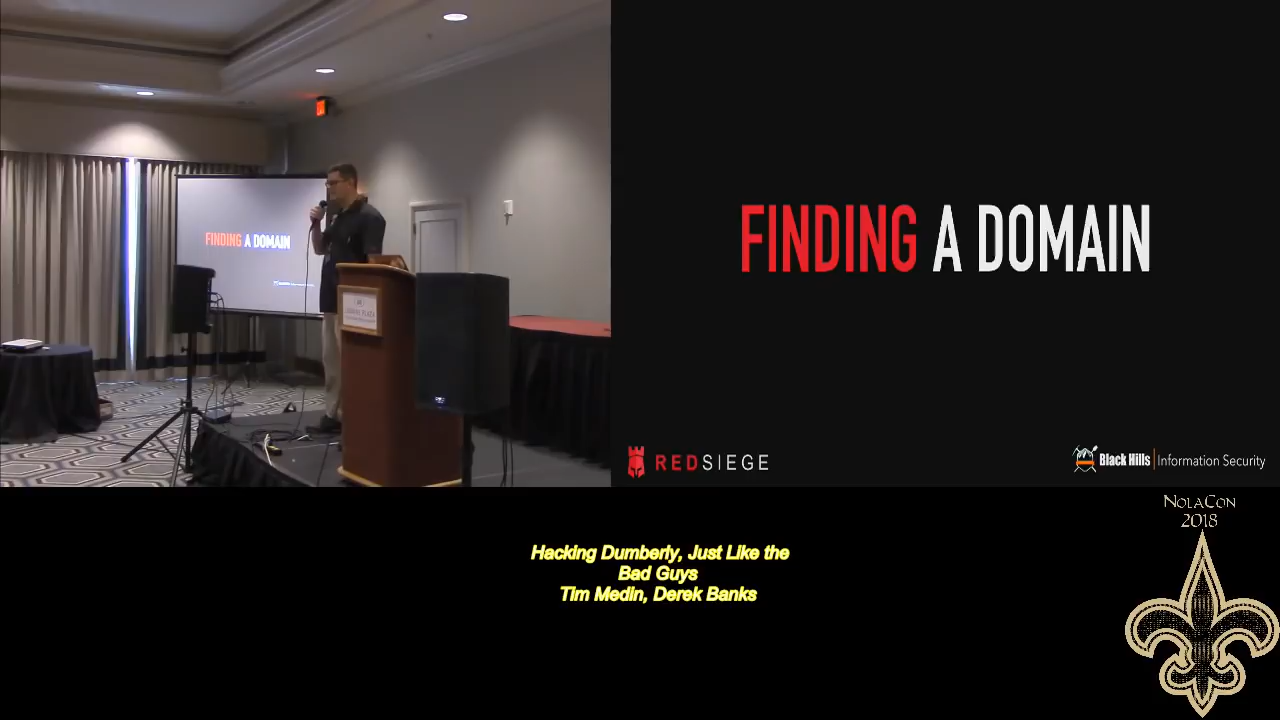 FINDING A DOMAIN
FINDING A DOMAIN
REDSIEGE
Black Hills Information Security
NOLACON
2018
Hacking Dumberly, Just Like the
Bad Guys
Tim Medin, Derek Banks